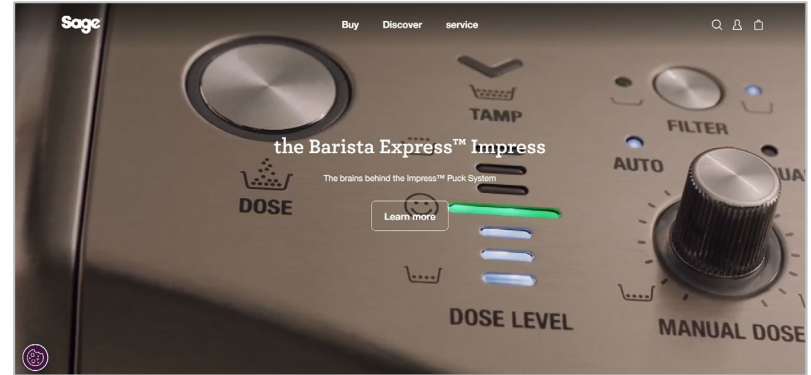 Sage
Buy Discover service
TAMP
FILTER
the Barista Express™ Impress
AUTO
The brains behind the Impress™ Puck System
DOSE
Learn more
DOSE LEVEL
MANUAL DOSE